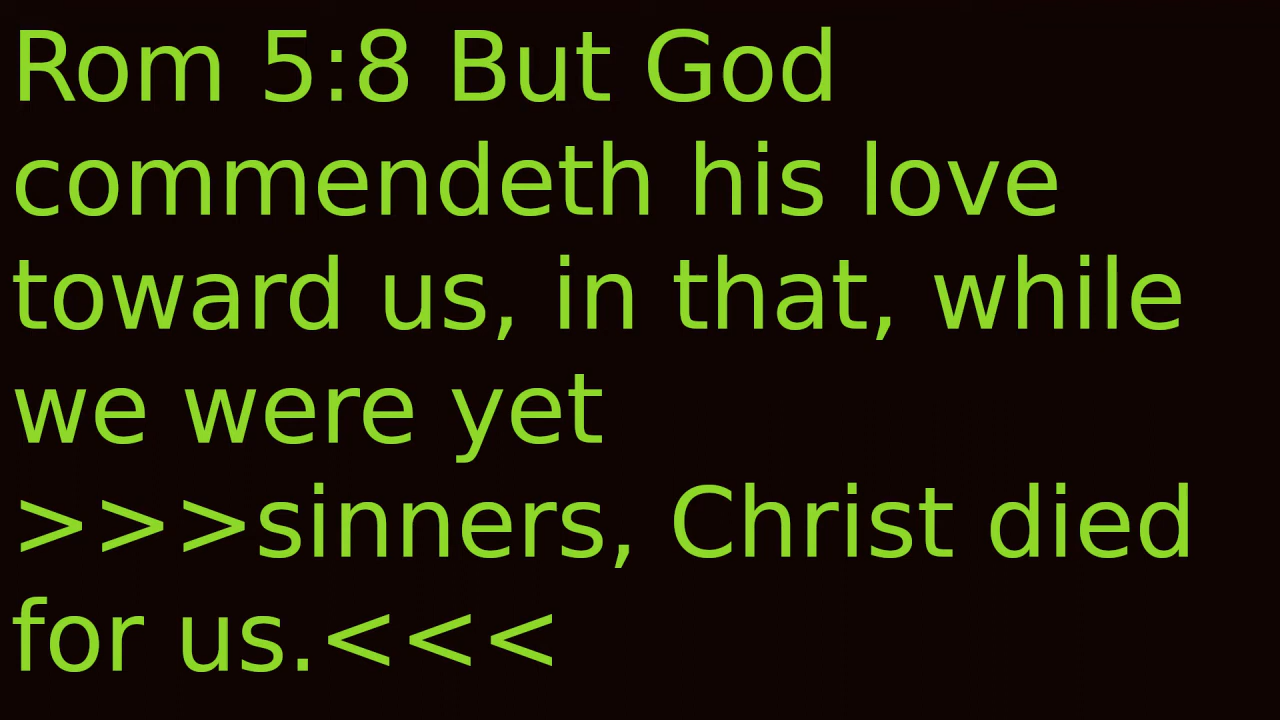 Rom 5:8 But God
commendeth his love
toward us, in that, while
we were yet
>>>sinners, Christ died
for us.<<<